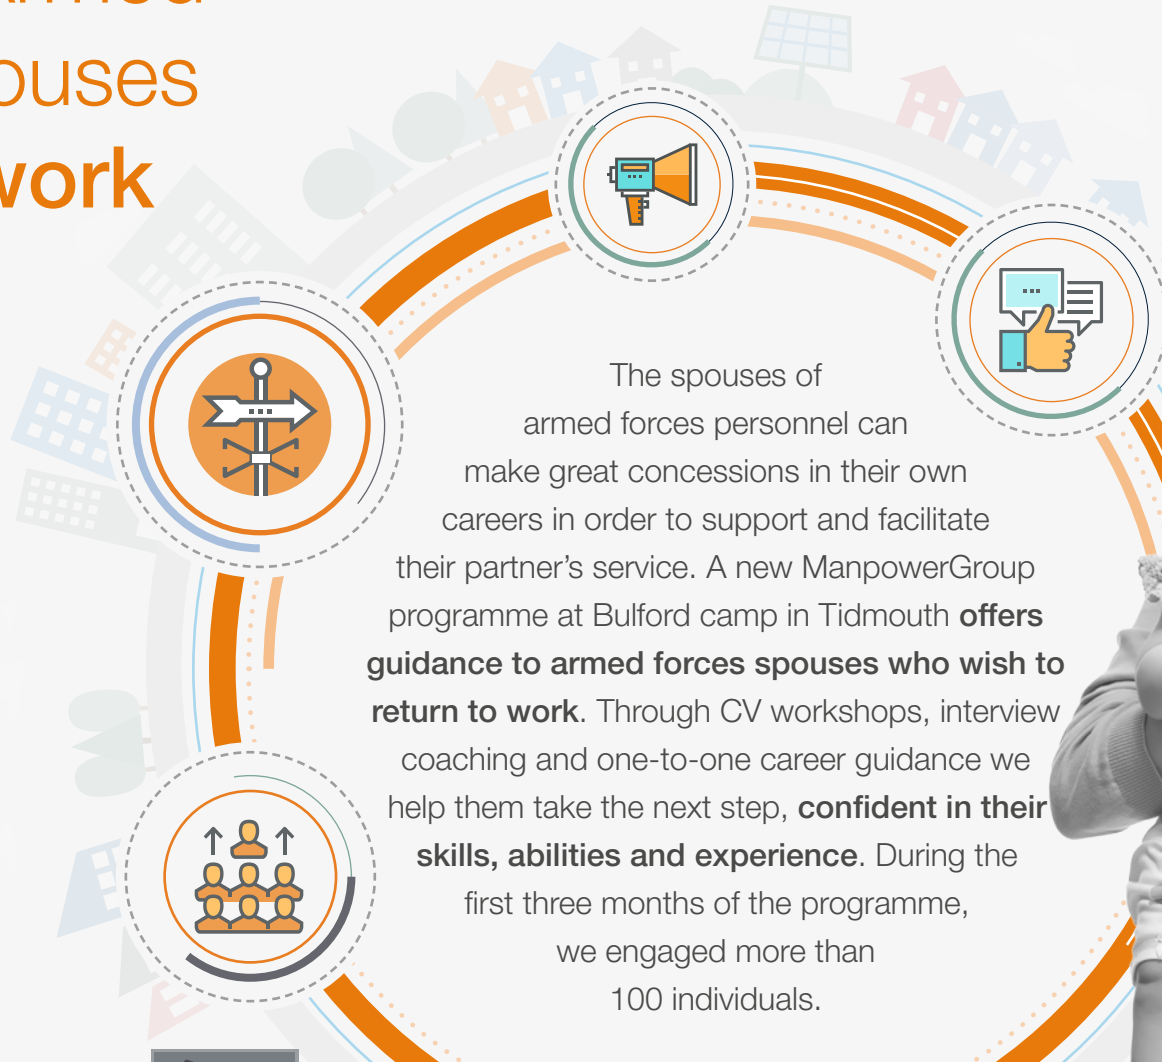 work
The spouses of
armed forces personnel can
make great concessions in their own
careers in order to support and facilitate
their partner’s service. A new ManpowerGroup
programme at Bulford camp in Tidmouth offers
guidance to armed forces spouses who wish to
return to work. Through CV workshops, interview
coaching and one-to-one career guidance we
help them take the next step, confident in their
skills, abilities and experience. During the
first three months of the programme,
we engaged more than
100 individuals.